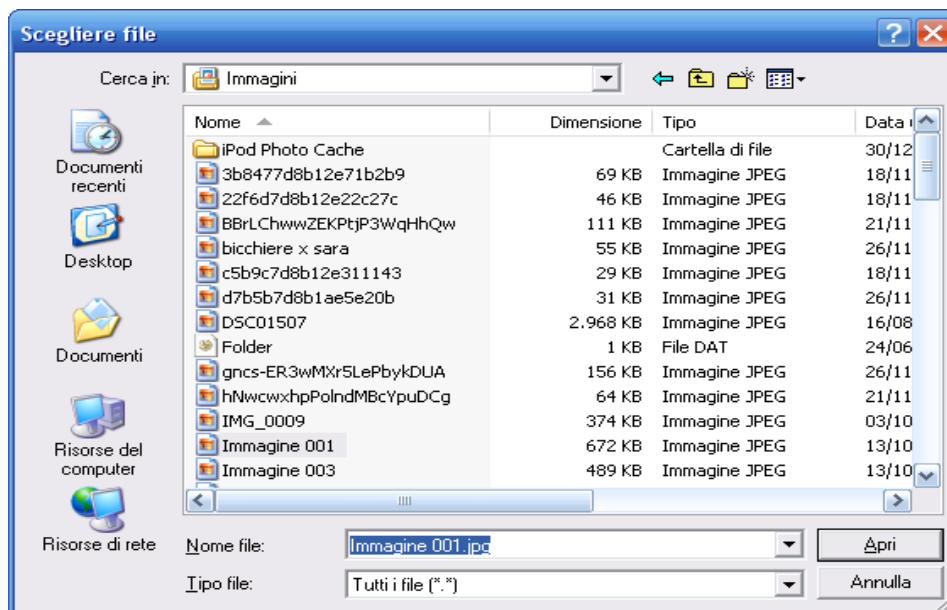 Scegliere file
Cerca in: Immagini
Nome Dimensione Tipo Data
iPod Photo Cache Cartella di file 30/12
3b8477d8b12e71b2b9 69 KB Immagine JPEG 18/11
22f6d7d8b12e22c27c 46 KB Immagine JPEG 18/11
BBrLChwwZEKPtjP3WqHhQw 111 KB Immagine JPEG 21/11
bicchiere x sara 55 KB Immagine JPEG 26/11
c5b9c7d8b12e311143 29 KB Immagine JPEG 18/11
d7b5b7d8b1ae5e20b 31 KB Immagine JPEG 26/11
DSC01507 2.968 KB Immagine JPEG 16/08
Folder 1 KB File DAT 24/06
gncs-ER3wMXr5LePbykDUA 156 KB Immagine JPEG 26/11
hNwcwxhpPolndMBcYpuDCg 64 KB Immagine JPEG 21/11
IMG_0009 374 KB Immagine JPEG 03/10
Immagine 001 672 KB Immagine JPEG 13/10
Immagine 003 489 KB Immagine JPEG 13/10
Documenti
recenti
Desktop
Documenti
Risorse del
computer
Risorse di rete
Nome file: Immagine 001.jpg Apri
Tipo file: Tutti i file (*.*) Annulla